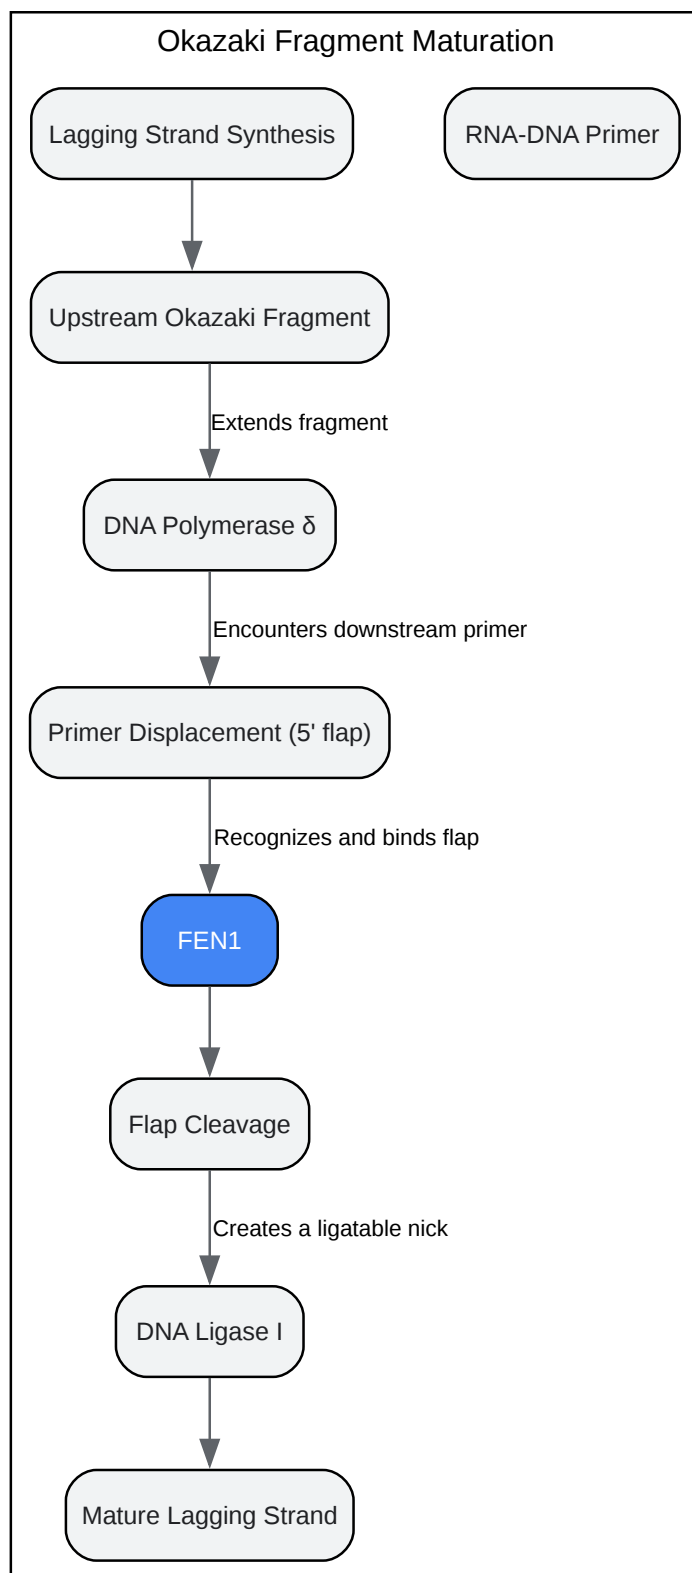 Okazaki Fragment Maturation
Lagging Strand Synthesis
RNA-DNA Primer
Upstream Okazaki Fragment
Extends fragment
DNA Polymerase δ
Encounters downstream primer
Primer Displacement (5' flap)
Recognizes and binds flap
FEN1
Flap Cleavage
Creates a ligatable nick
DNA Ligase I
Mature Lagging Strand